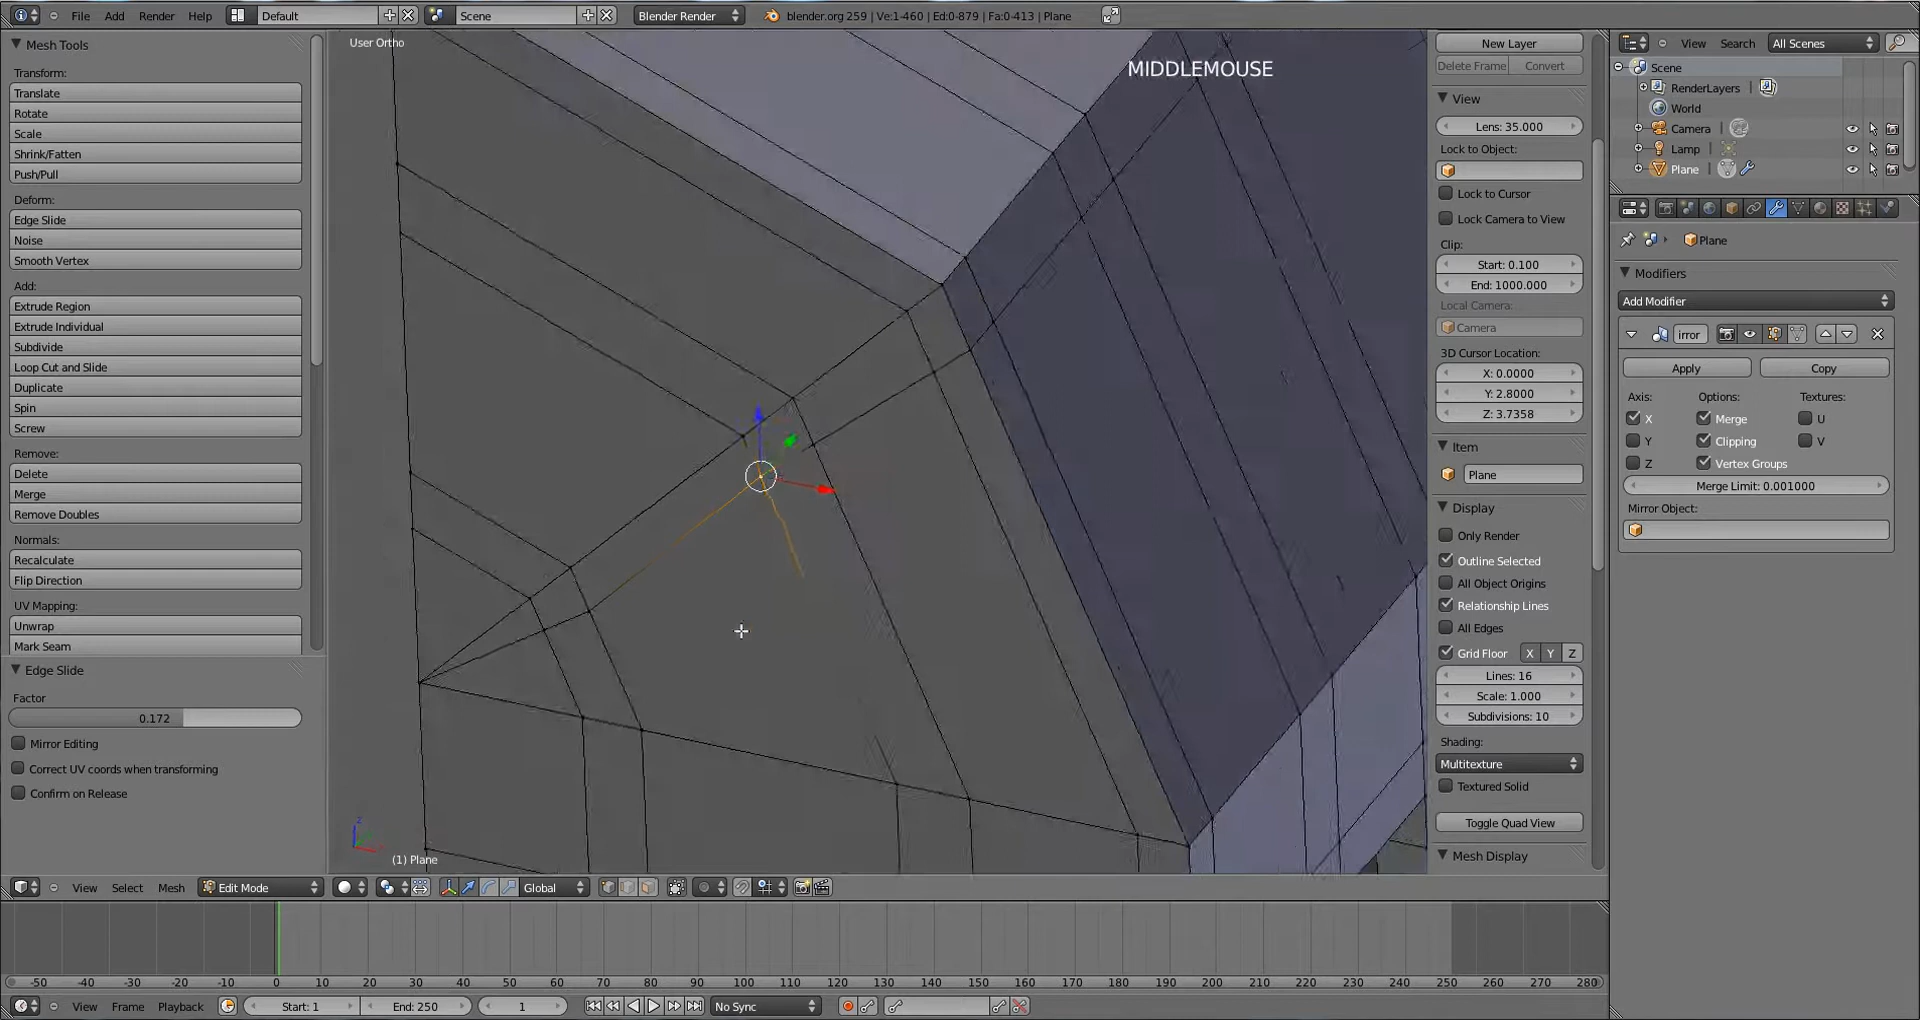 File Add Render Help Default Scene Blender Render blender.org 259 | Ve:1-460 | Ed:0-879 | Fa:0-413 | Plane
Mesh Tools
Transform:
Translate
Rotate
Scale
Shrink/Fatten
Push/Pull
Deform:
Edge Slide
Noise
Smooth Vertex
Add:
Extrude Region
Extrude Individual
Subdivide
Loop Cut and Slide
Duplicate
Spin
Screw
Remove:
Delete
Merge
Remove Doubles
Normals:
Recalculate
Flip Direction
UV Mapping:
Unwrap
Mark Seam
Edge Slide
Factor
0.172
Mirror Editing
Correct UV coords when transforming
Confirm on Release
User Ortho
MIDDLEMOUSE
z
(1) Plane
New Layer
Delete Frame Convert
View
Lens: 35.000
Lock to Object:
Lock to Cursor
Lock Camera to View
Clip:
Start: 0.100
End: 1000.000
Local Camera:
Camera
3D Cursor Location:
X: 0.0000
Y: 2.8000
Z: 3.7358
Item
Plane
Display
Only Render
Outline Selected
All Object Origins
Relationship Lines
All Edges
Grid Floor X Y Z
Lines: 16
Scale: 1.000
Subdivisions: 10
Shading:
Multitexture
Textured Solid
Toggle Quad View
Mesh Display
View Search All Scenes
Scene
RenderLayers
World
Camera
Lamp
Plane
Plane
Modifiers
Add Modifier
irror
Apply Copy
Axis: Options: Textures:
X Merge U
Y Clipping V
Z Vertex Groups
Merge Limit: 0.001000
Mirror Object:
View Select Mesh Edit Mode Global
-50 -40 -30 -20 -10 0 10 20 30 40 50 60 70 80 90 100 110 120 130 140 150 160 170 180 190 200 210 220 230 240 250 260 270 280
View Frame Playback Start: 1 End: 250 1 No Sync